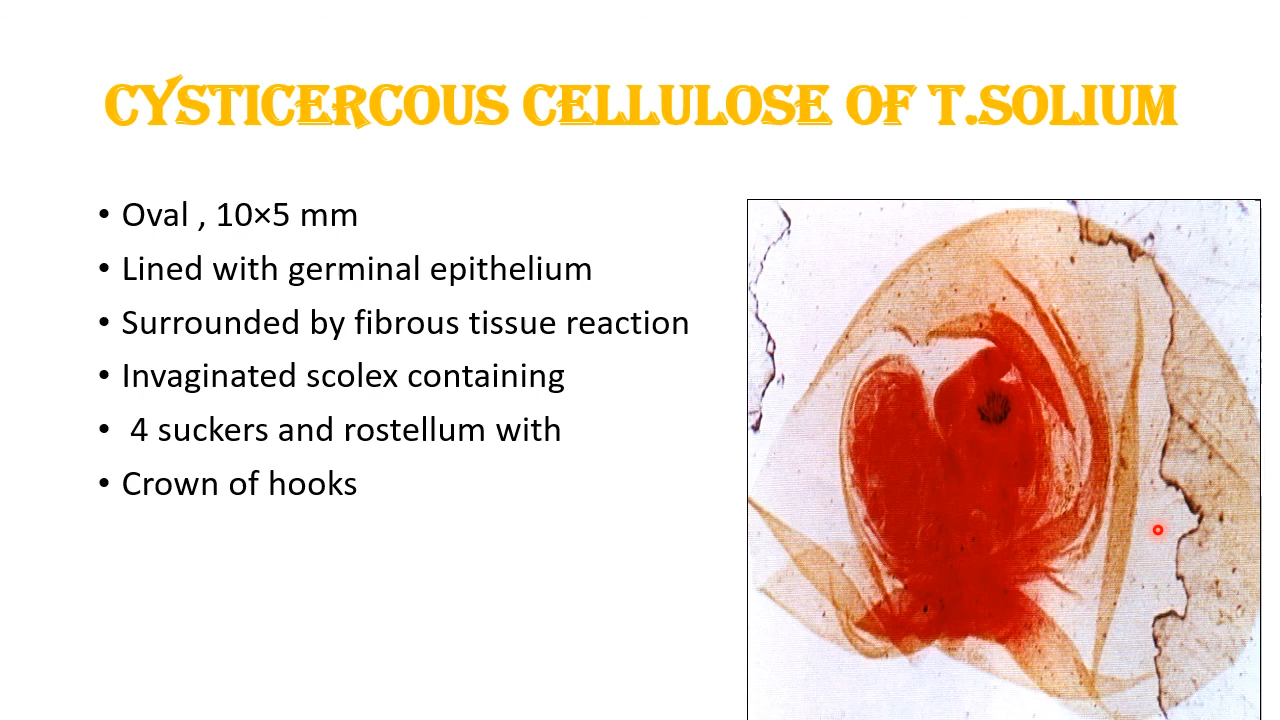 CYSTICERCOUS CELLULOSE OF T.SOLIUM
• Oval , 10×5 mm
• Lined with germinal epithelium
• Surrounded by fibrous tissue reaction
• Invaginated scolex containing
• 4 suckers and rostellum with
• Crown of hooks